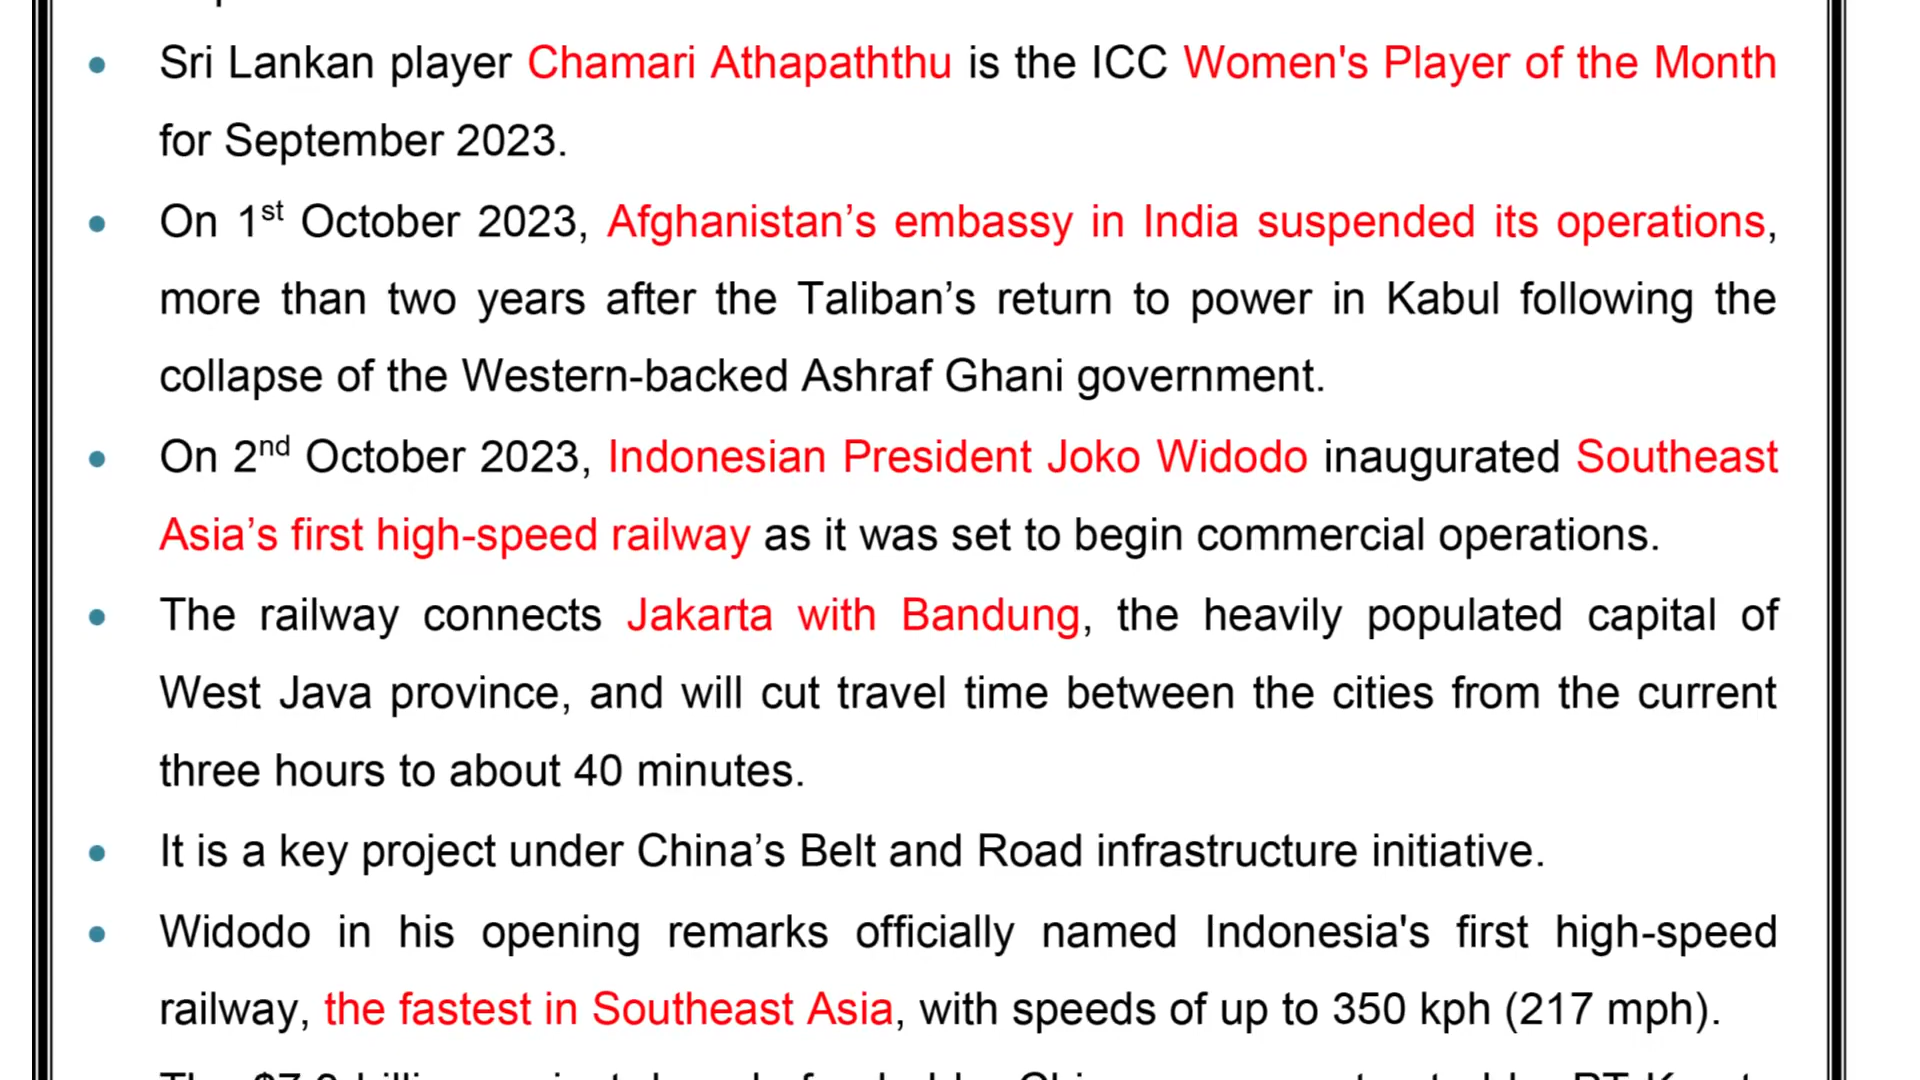 • Sri Lankan player Chamari Athapaththu is the ICC Women's Player of the Month
for September 2023.
• On 1st October 2023, Afghanistan’s embassy in India suspended its operations,
more than two years after the Taliban’s return to power in Kabul following the
collapse of the Western-backed Ashraf Ghani government.
• On 2nd October 2023, Indonesian President Joko Widodo inaugurated Southeast
Asia’s first high-speed railway as it was set to begin commercial operations.
• The railway connects Jakarta with Bandung, the heavily populated capital of
West Java province, and will cut travel time between the cities from the current
three hours to about 40 minutes.
• It is a key project under China’s Belt and Road infrastructure initiative.
• Widodo in his opening remarks officially named Indonesia's first high-speed
railway, the fastest in Southeast Asia, with speeds of up to 350 kph (217 mph).